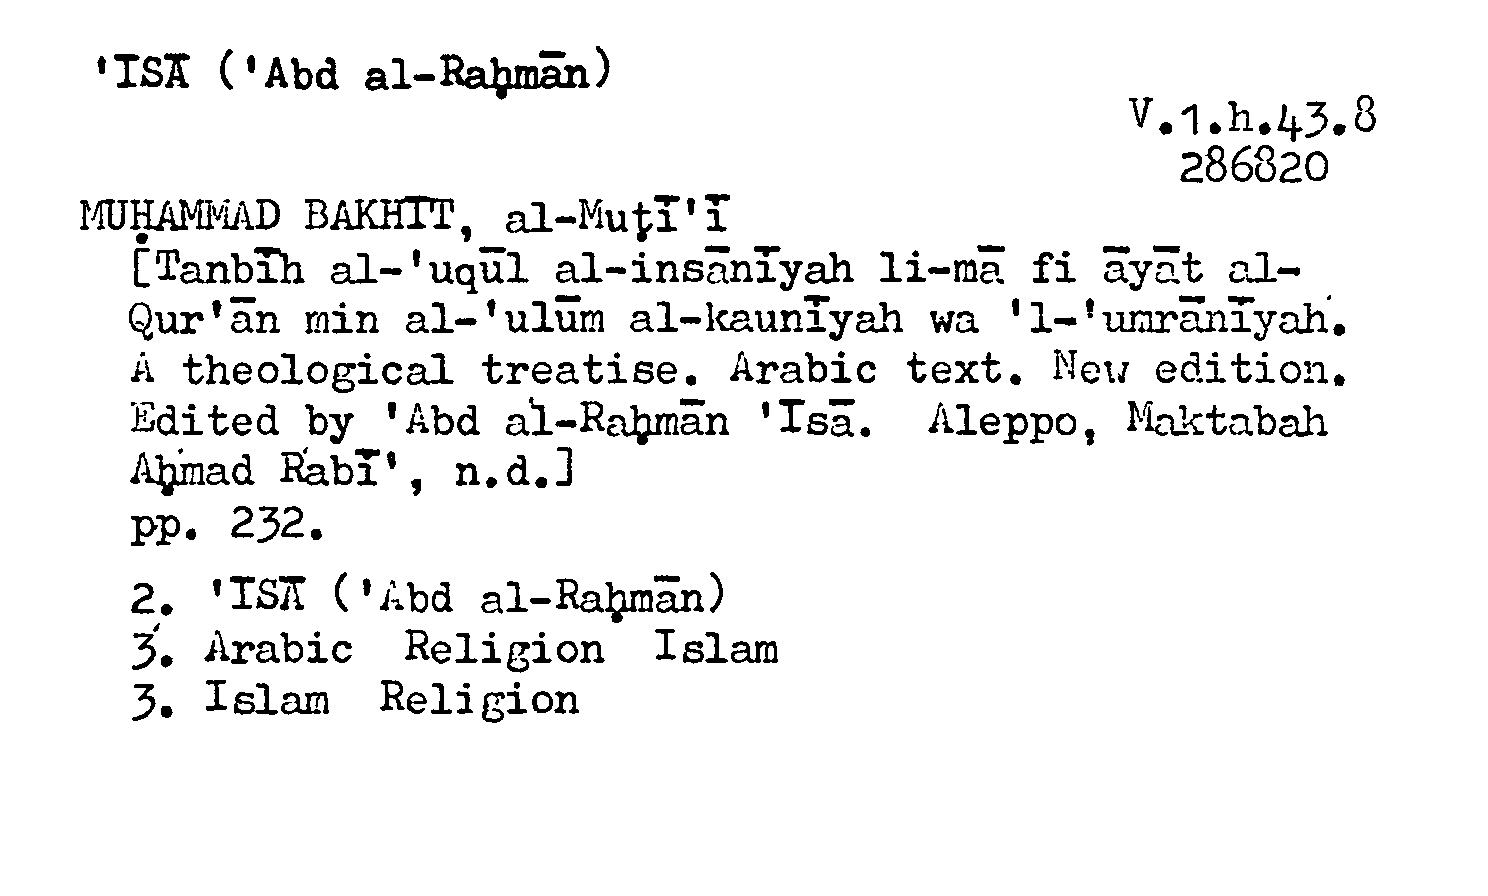 'ĪSĀ ('Abd al-Raḥmān)
V.1.h.43.8
286820
MUḤAMMAD BAKHĪT, al-Muṭī'ī
[Tanbīh al-'uqūl al-insānīyah li-mā fi āyāt al-
Qur'ān min al-'ulūm al-kaunīyah wa 'l-'umrānīyah.
A theological treatise. Arabic text. New edition.
Edited by 'Abd al-Raḥmān 'Īsā.  Aleppo, Maktabah
Aḥmad Rabī', n.d.]
pp. 232.
2. 'ĪSĀ ('Abd al-Raḥmān)
3. Arabic  Religion  Islam
3. Islam  Religion